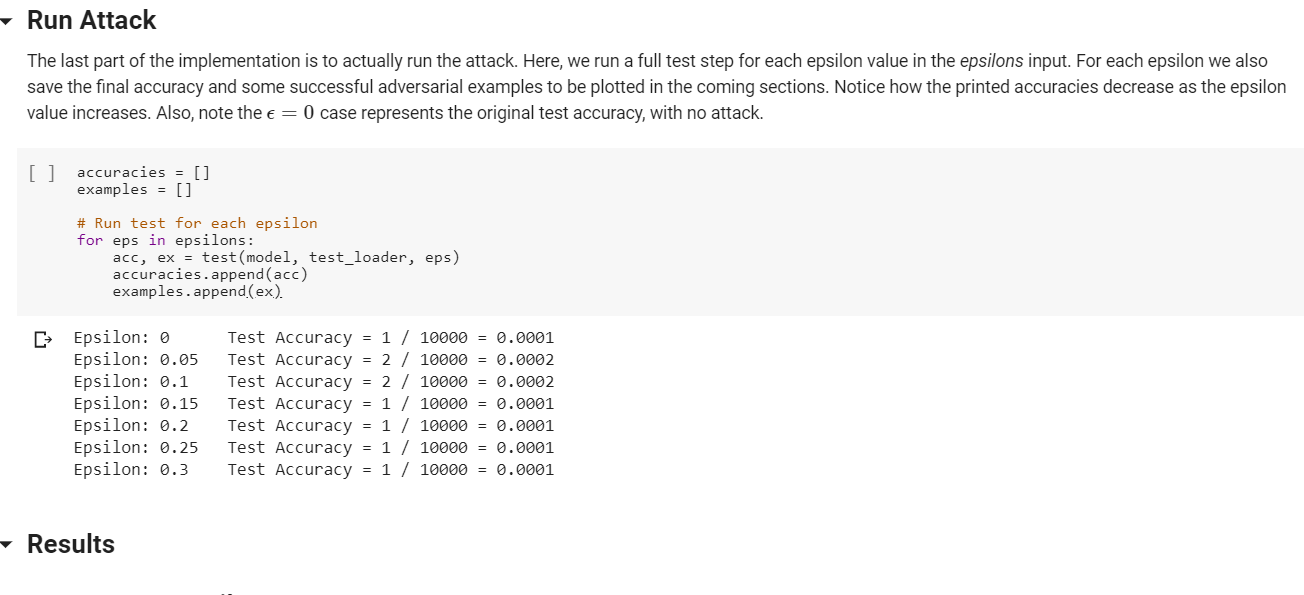 Run Attack
The last part of the implementation is to actually run the attack. Here, we run a full test step for each epsilon value in the epsilons input. For each epsilon we also
save the final accuracy and some successful adversarial examples to be plotted in the coming sections. Notice how the printed accuracies decrease as the epsilon
value increases. Also, note the ϵ = 0 case represents the original test accuracy, with no attack.
[ ] accuracies = []
examples = []
# Run test for each epsilon
for eps in epsilons:
    acc, ex = test(model, test_loader, eps)
    accuracies.append(acc)
    examples.append(ex)
Epsilon: 0 Test Accuracy = 1 / 10000 = 0.0001
Epsilon: 0.05 Test Accuracy = 2 / 10000 = 0.0002
Epsilon: 0.1 Test Accuracy = 2 / 10000 = 0.0002
Epsilon: 0.15 Test Accuracy = 1 / 10000 = 0.0001
Epsilon: 0.2 Test Accuracy = 1 / 10000 = 0.0001
Epsilon: 0.25 Test Accuracy = 1 / 10000 = 0.0001
Epsilon: 0.3 Test Accuracy = 1 / 10000 = 0.0001
Results